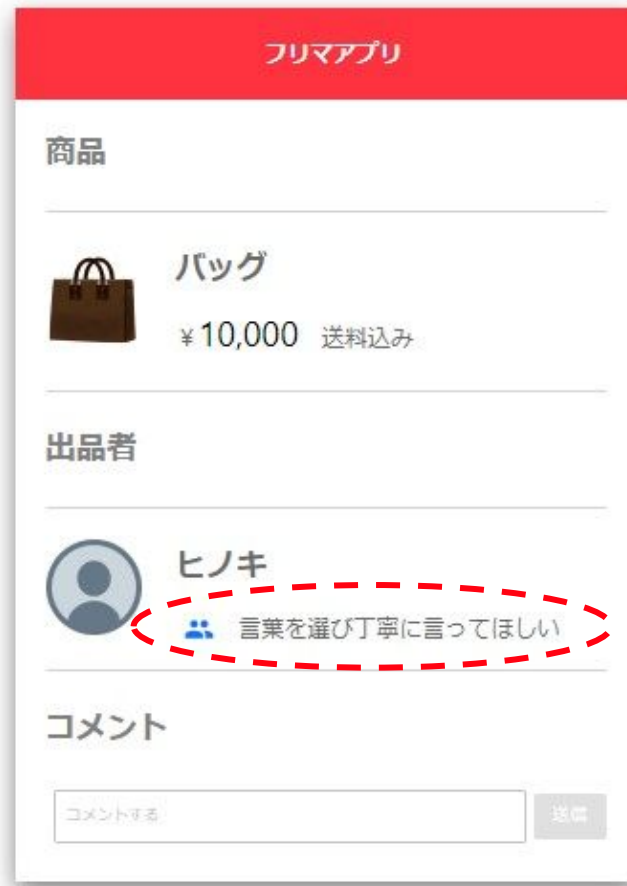 フリマアプリ
商品
バッグ
¥10,000 送料込み
出品者
ヒノキ
言葉を選び丁寧に言ってほしい
コメント
コメントする 送信